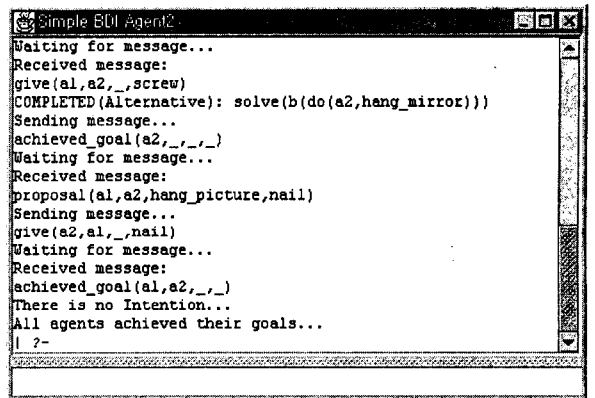 Simple BDI Agent2
Waiting for message...
Received message:
give(a1,a2,_,screw)
COMPLETED(Alternative): solve(b(do(a2,hang_mirror)))
Sending message...
achieved_goal(a2,_,_,_)
Waiting for message...
Received message:
proposal(a1,a2,hang_picture,nail)
Sending message...
give(a2,a1,_,nail)
Waiting for message...
Received message:
achieved_goal(a1,a2,_,_)
There is no Intention...
All agents achieved their goals...
| ?-